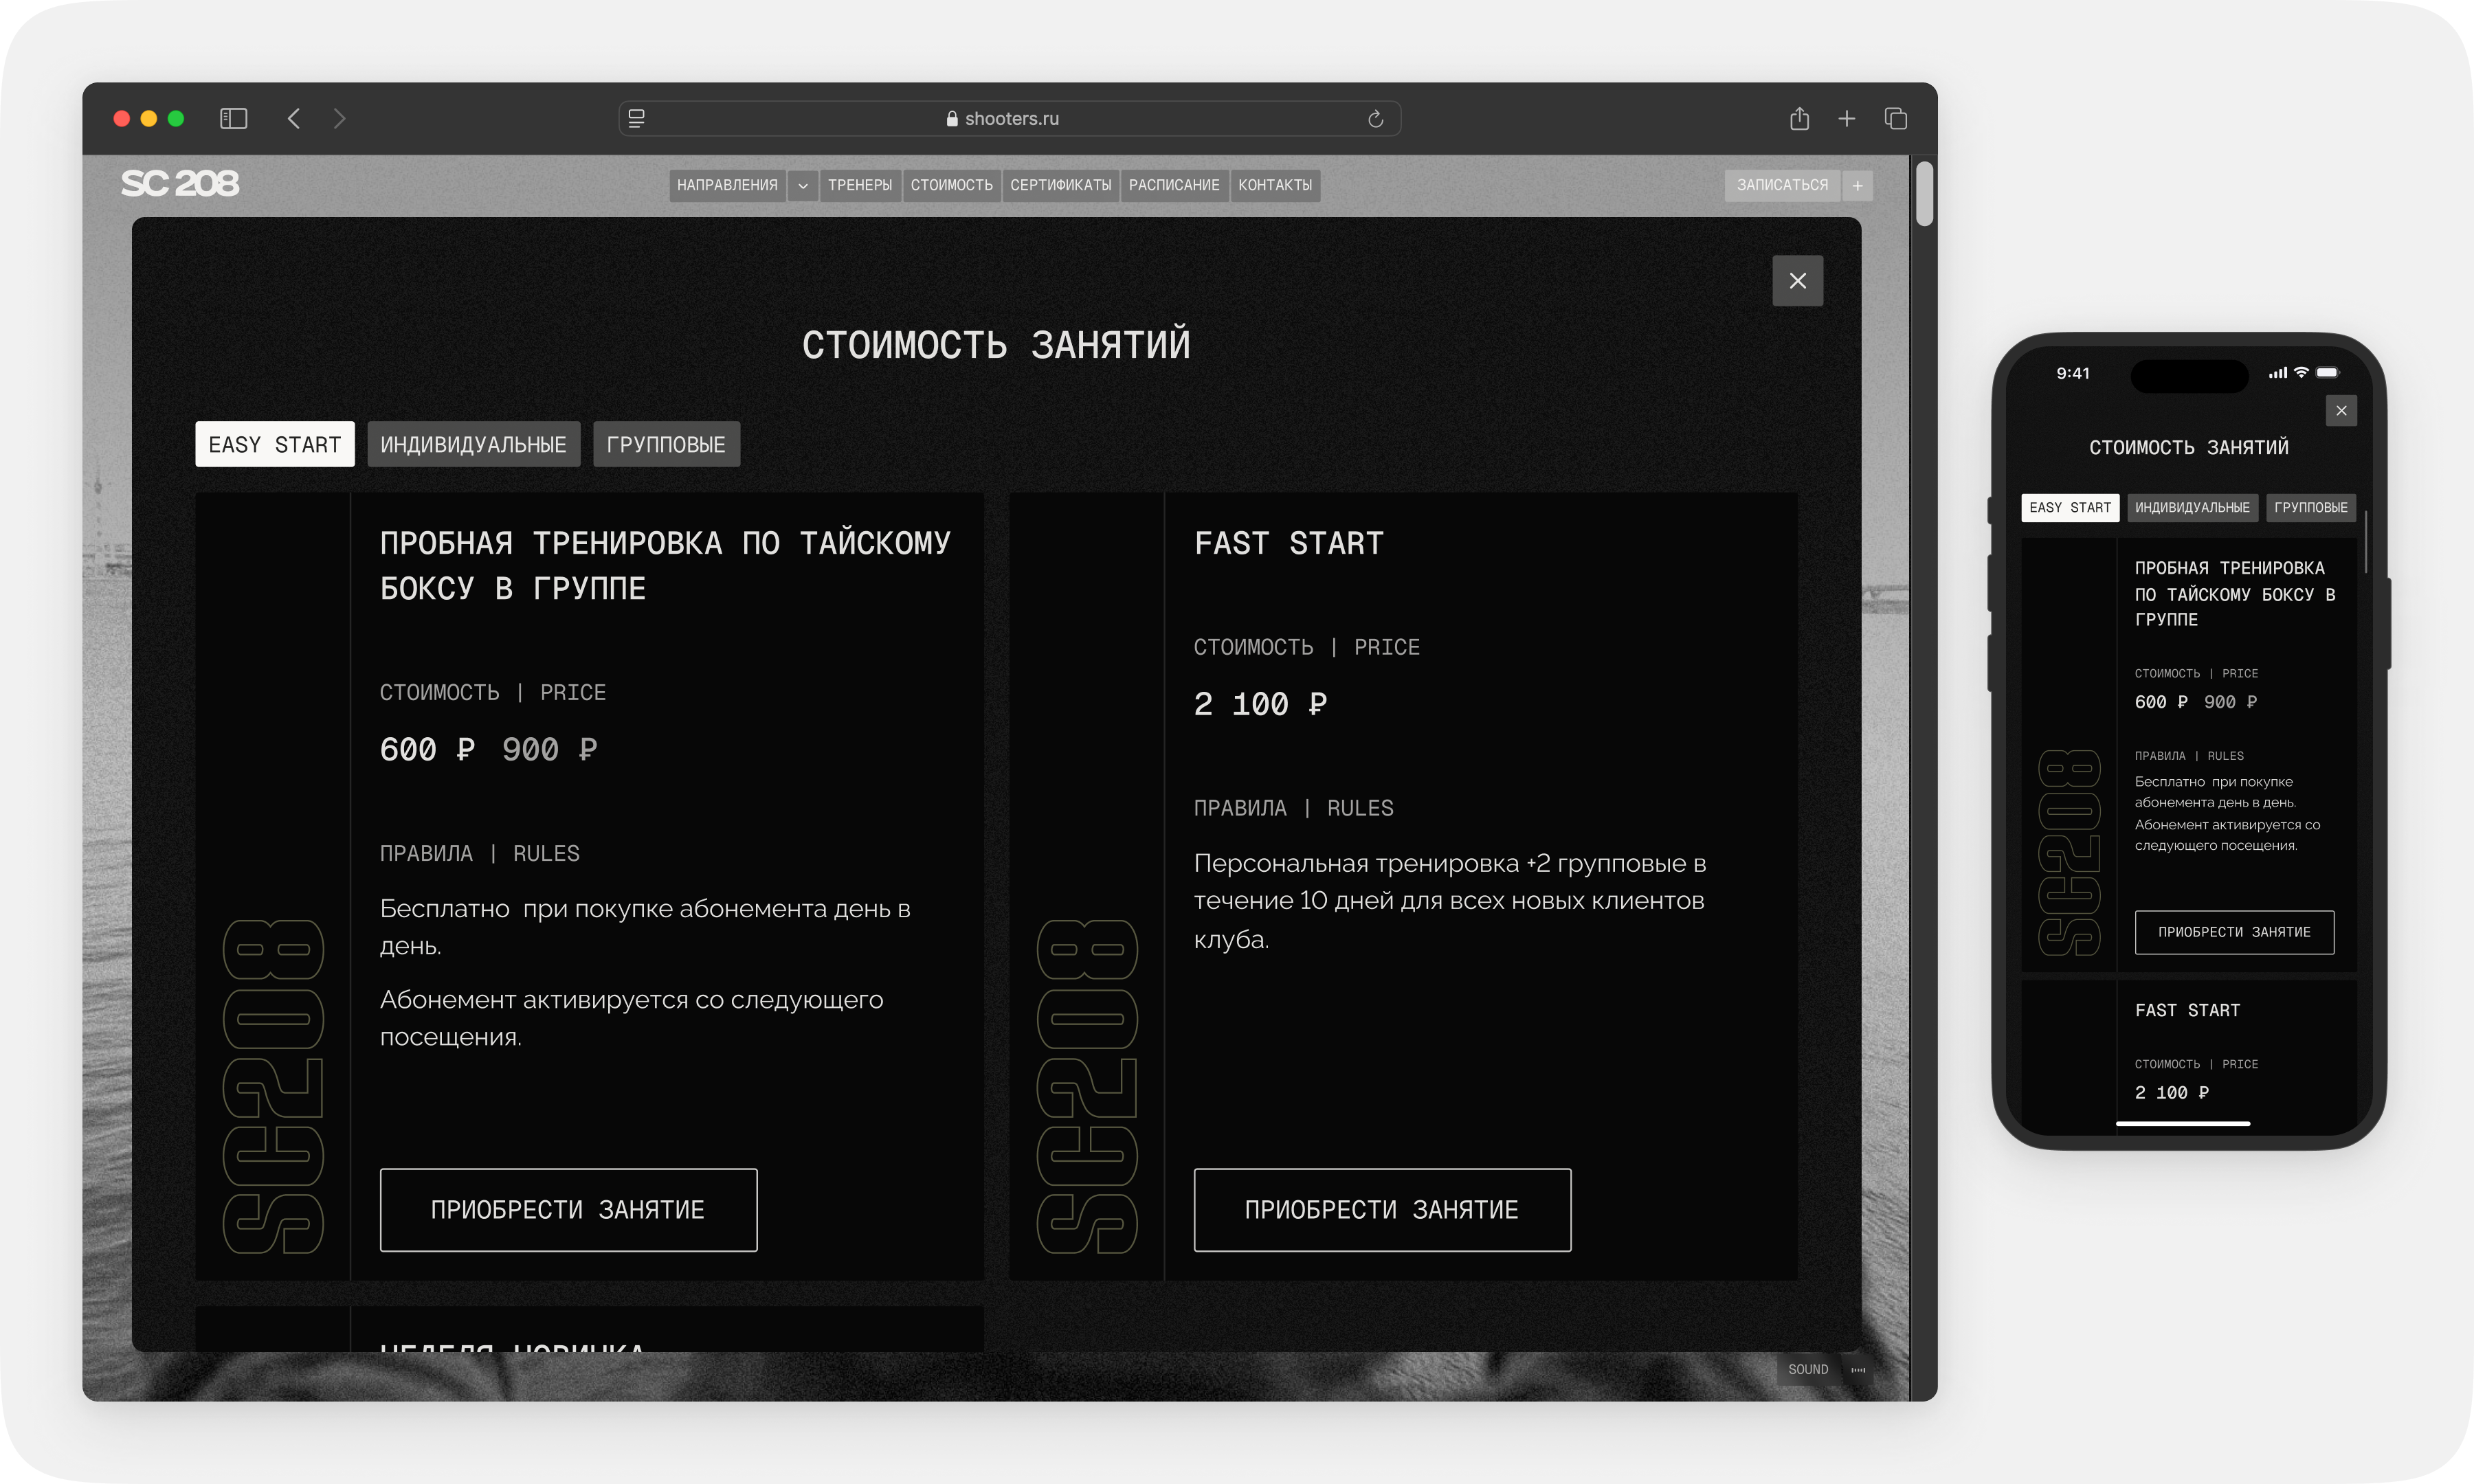 shooters.ru
SC 208
НАПРАВЛЕНИЯ ТРЕНЕРЫ СТОИМОСТЬ СЕРТИФИКАТЫ РАСПИСАНИЕ КОНТАКТЫ
ЗАПИСАТЬСЯ +
СТОИМОСТЬ ЗАНЯТИЙ
EASY START ИНДИВИДУАЛЬНЫЕ ГРУППОВЫЕ
ПРОБНАЯ ТРЕНИРОВКА ПО ТАЙСКОМУ
БОКСУ В ГРУППЕ
СТОИМОСТЬ | PRICE
600 ₽ 900 ₽
ПРАВИЛА | RULES
Бесплатно при покупке абонемента день в
день.
Абонемент активируется со следующего
посещения.
ПРИОБРЕСТИ ЗАНЯТИЕ
SC208
FAST START
СТОИМОСТЬ | PRICE
2 100 ₽
ПРАВИЛА | RULES
Персональная тренировка +2 групповые в
течение 10 дней для всех новых клиентов
клуба.
ПРИОБРЕСТИ ЗАНЯТИЕ
SC208
НЕДЕЛЯ НОВИЧКА
SOUND
9:41
СТОИМОСТЬ ЗАНЯТИЙ
EASY START ИНДИВИДУАЛЬНЫЕ ГРУППОВЫЕ
ПРОБНАЯ ТРЕНИРОВКА
ПО ТАЙСКОМУ БОКСУ В
ГРУППЕ
СТОИМОСТЬ | PRICE
600 ₽ 900 ₽
ПРАВИЛА | RULES
Бесплатно при покупке
абонемента день в день.
Абонемент активируется со
следующего посещения.
ПРИОБРЕСТИ ЗАНЯТИЕ
SC208
FAST START
СТОИМОСТЬ | PRICE
2 100 ₽